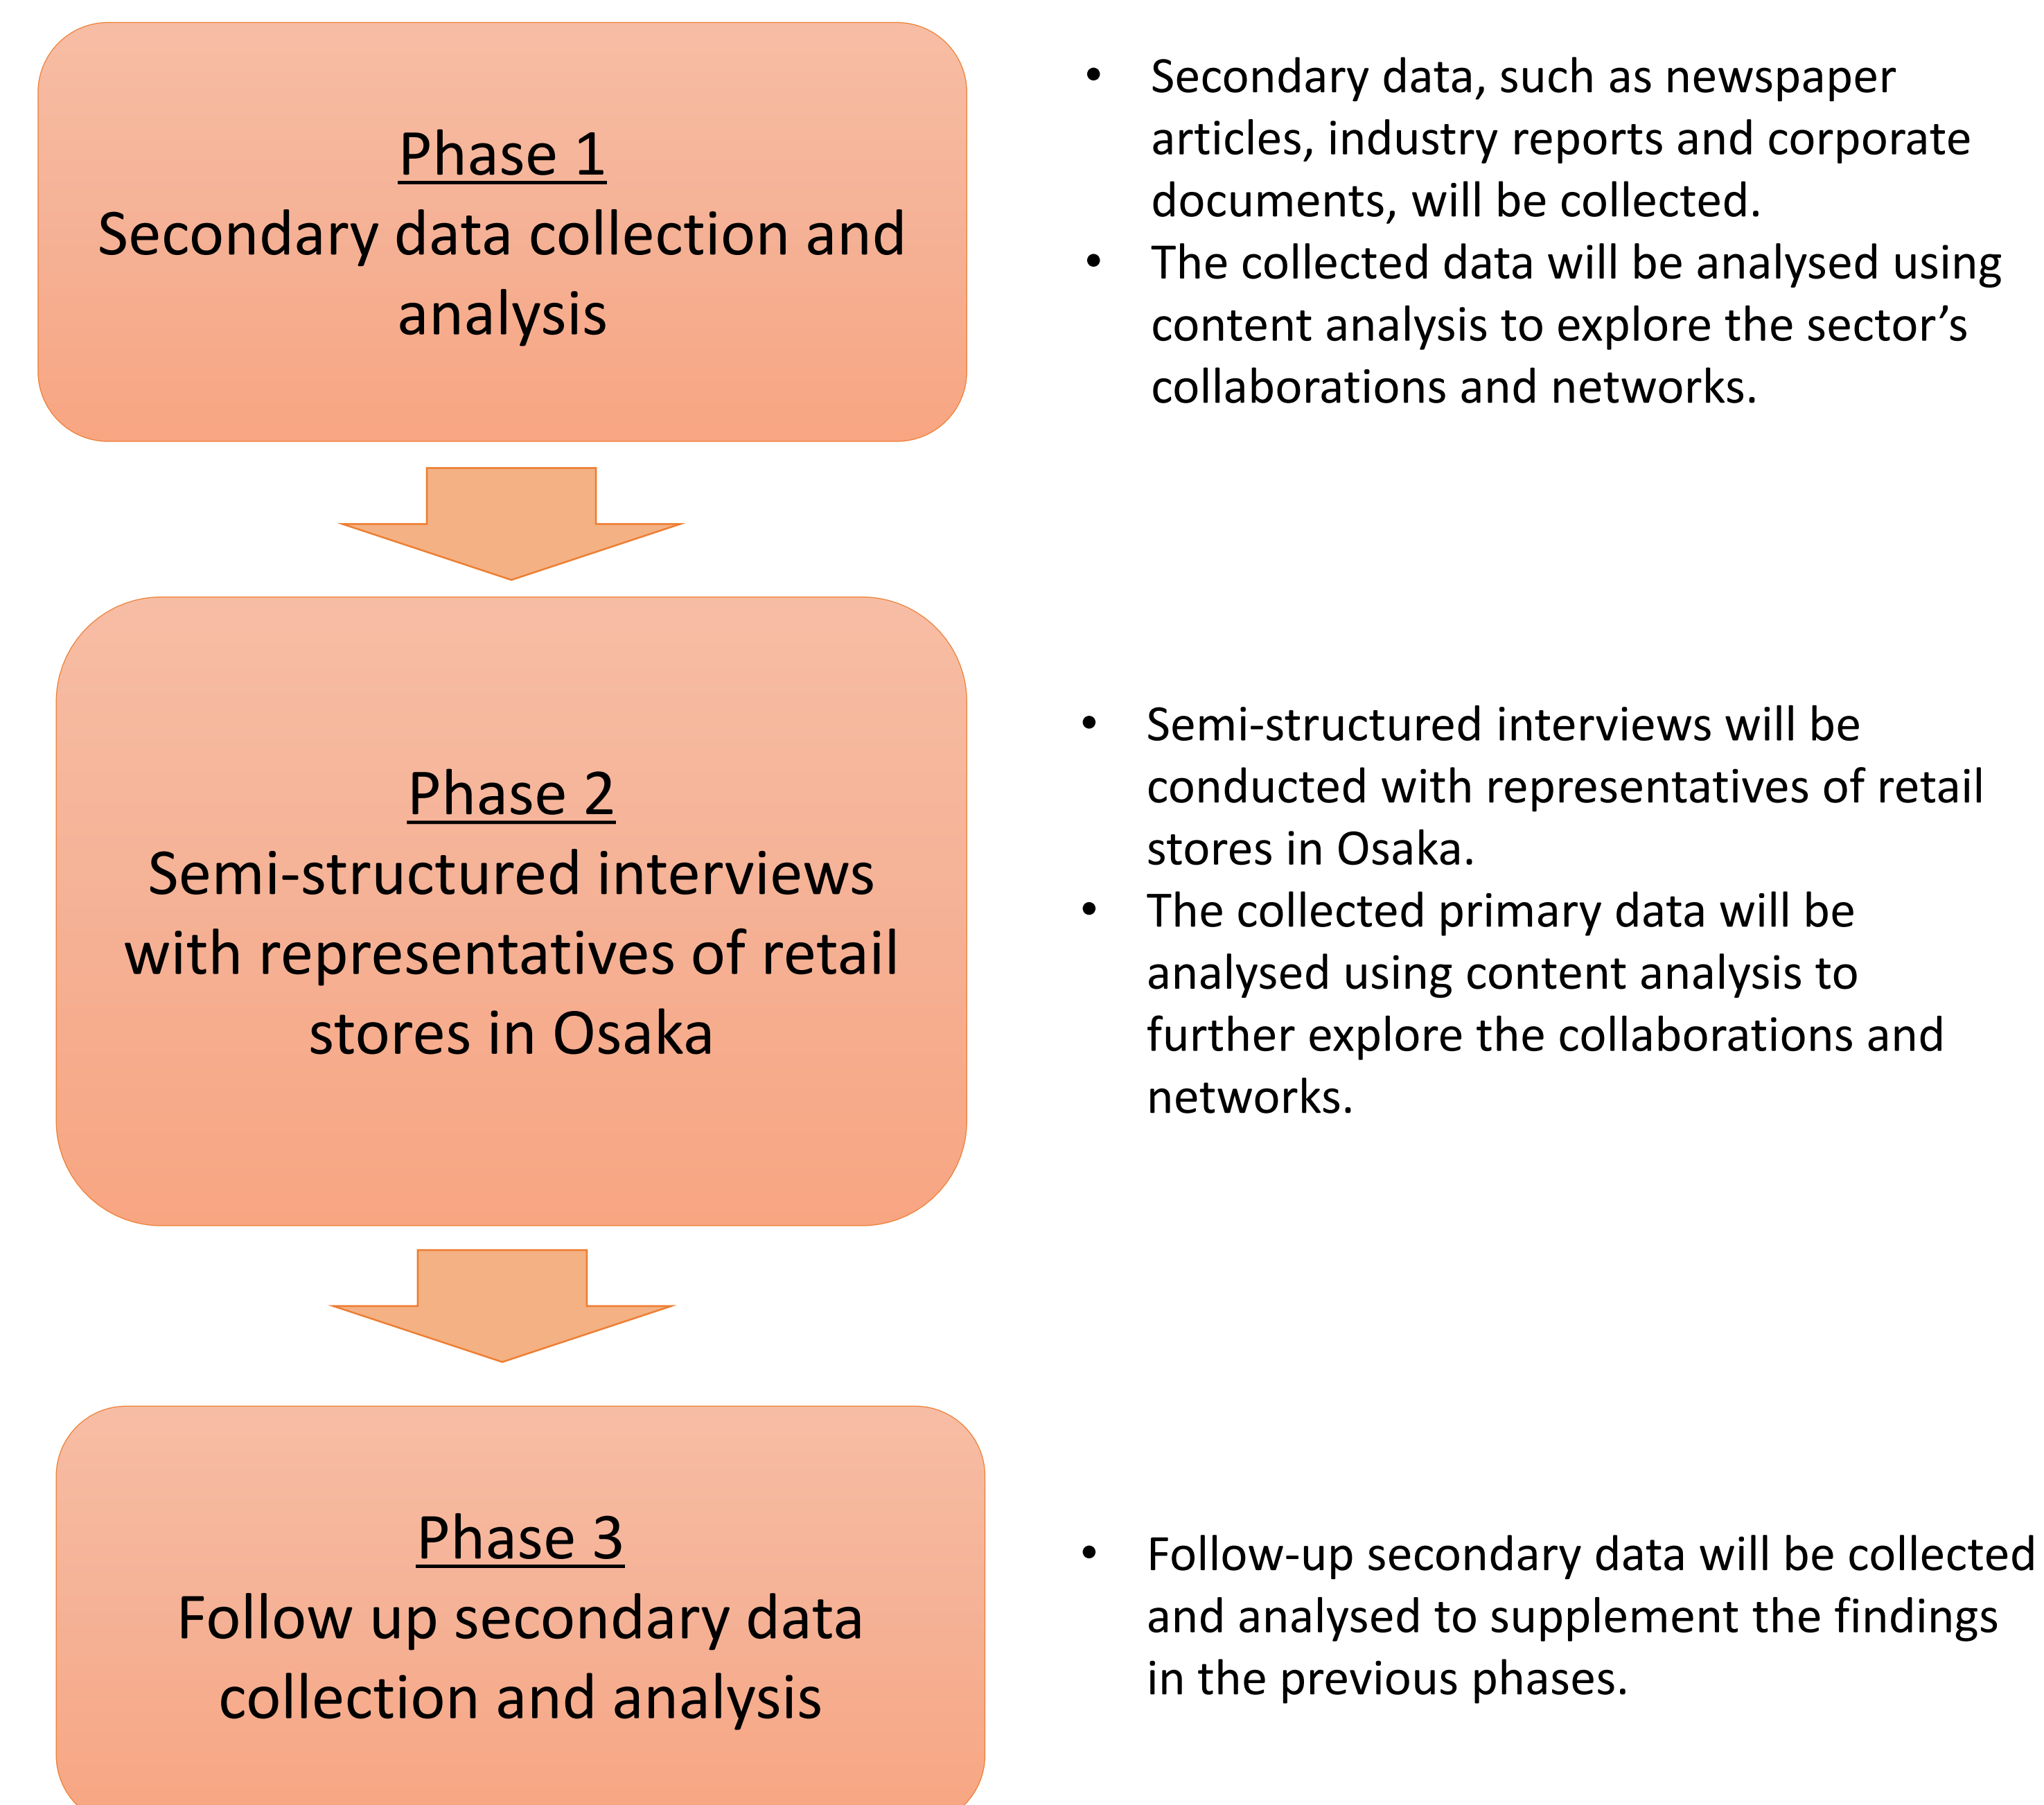 Phase 1
Secondary data collection and
analysis
• Secondary data, such as newspaper
articles, industry reports and corporate
documents, will be collected.
• The collected data will be analysed using
content analysis to explore the sector’s
collaborations and networks.
Phase 2
Semi-structured interviews
with representatives of retail
stores in Osaka
• Semi-structured interviews will be
conducted with representatives of retail
stores in Osaka.
• The collected primary data will be
analysed using content analysis to
further explore the collaborations and
networks.
Phase 3
Follow up secondary data
collection and analysis
• Follow-up secondary data will be collected
and analysed to supplement the findings
in the previous phases.